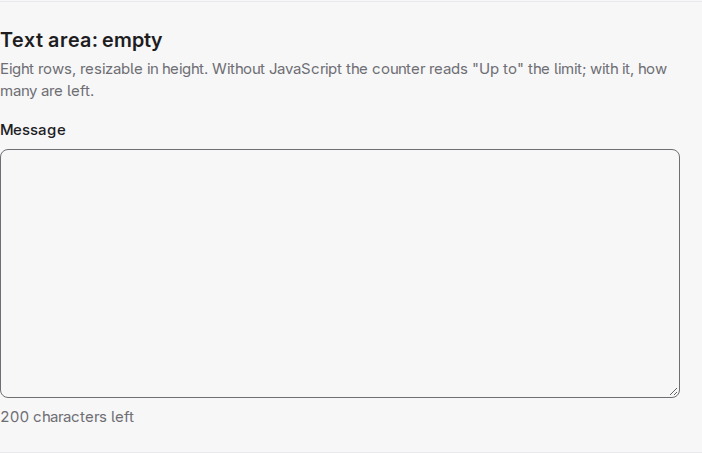 Text area: empty
Eight rows, resizable in height. Without JavaScript the counter reads "Up to" the limit; with it, how
many are left.
Message
200 characters left